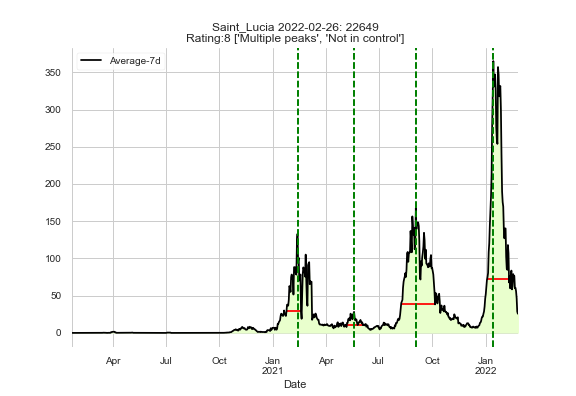 Saint_Lucia 2022-02-26: 22649
Rating:8 ['Multiple peaks', 'Not in control']
Average-7d
350
300
250
200
150
100
50
0
Apr Jul Oct Jan Apr Jul Oct Jan
2021 2022
Date